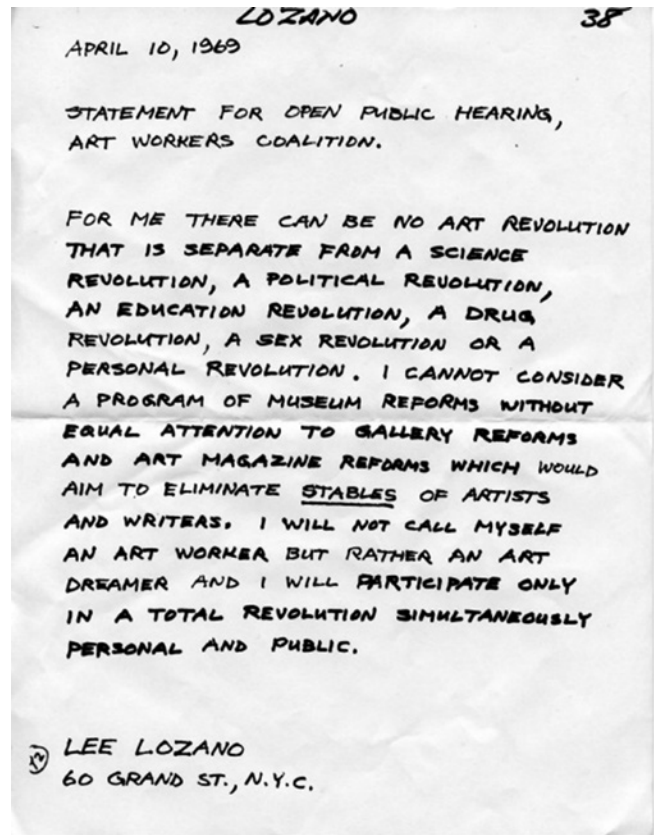 LOZANO 38
APRIL 10, 1969
STATEMENT FOR OPEN PUBLIC HEARING,
ART WORKERS COALITION.
FOR ME THERE CAN BE NO ART REVOLUTION
THAT IS SEPARATE FROM A SCIENCE
REVOLUTION, A POLITICAL REVOLUTION,
AN EDUCATION REVOLUTION, A DRUG
REVOLUTION, A SEX REVOLUTION OR A
PERSONAL REVOLUTION. I CANNOT CONSIDER
A PROGRAM OF MUSEUM REFORMS WITHOUT
EQUAL ATTENTION TO GALLERY REFORMS
AND ART MAGAZINE REFORMS WHICH WOULD
AIM TO ELIMINATE STABLES OF ARTISTS
AND WRITERS. I WILL NOT CALL MYSELF
AN ART WORKER BUT RATHER AN ART
DREAMER AND I WILL PARTICIPATE ONLY
IN A TOTAL REVOLUTION SIMULTANEOUSLY
PERSONAL AND PUBLIC.
LEE LOZANO
60 GRAND ST., N.Y.C.